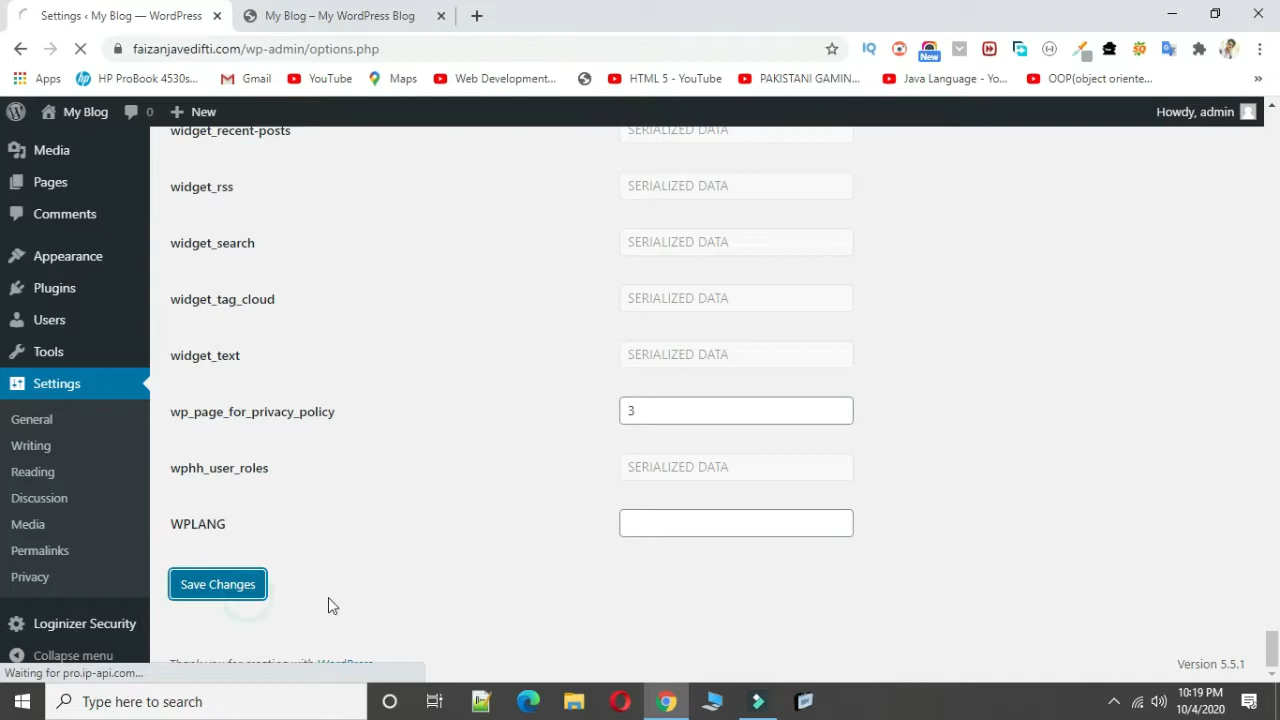 Settings ‹ My Blog — WordPress
My Blog – My WordPress Blog
faizanjavedifti.com/wp-admin/options.php
New
Apps
HP ProBook 4530s...
Gmail
YouTube
Maps
Web Development...
HTML 5 - YouTube
PAKISTANI GAMIN...
Java Language - Yo...
OOP(object oriente...
My Blog
0
New
Howdy, admin
Media
Pages
Comments
Appearance
Plugins
Users
Tools
Settings
General
Writing
Reading
Discussion
Media
Permalinks
Privacy
Loginizer Security
Collapse menu
widget_recent-posts
SERIALIZED DATA
widget_rss
SERIALIZED DATA
widget_search
SERIALIZED DATA
widget_tag_cloud
SERIALIZED DATA
widget_text
SERIALIZED DATA
wp_page_for_privacy_policy
3
wphh_user_roles
SERIALIZED DATA
WPLANG
Save Changes
Thank you for creating with WordPress
Version 5.5.1
Waiting for pro.ip-api.com...
Type here to search
10:19 PM
10/4/2020